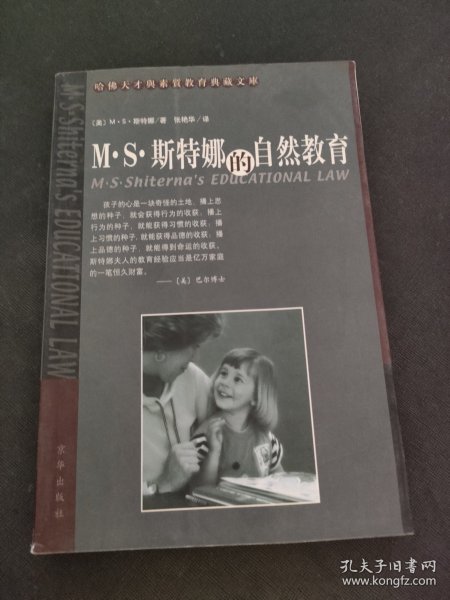 哈佛天才與素質教育典藏文庫
〔美〕M·S·斯特娜/著 张艳华/译
M·S·斯特娜的自然教育
M·S·Shiterna's EDUCATIONAL LAW
孩子的心是一块奇怪的土地，播上思
想的种子，就会获得行为的收获，播上
行为的种子，就能获得习惯的收获，播
上习惯的种子，就能获得品德的收获，播
上品德的种子，就能得到命运的收获。
斯特娜夫人的教育经验应当是亿万家庭
的一笔恒久财富。
——〔美〕巴尔博士
M·S·Shiterna's EDUCATIONAL LAW
京华出版社
孔夫子旧书网
www.kongfz.com